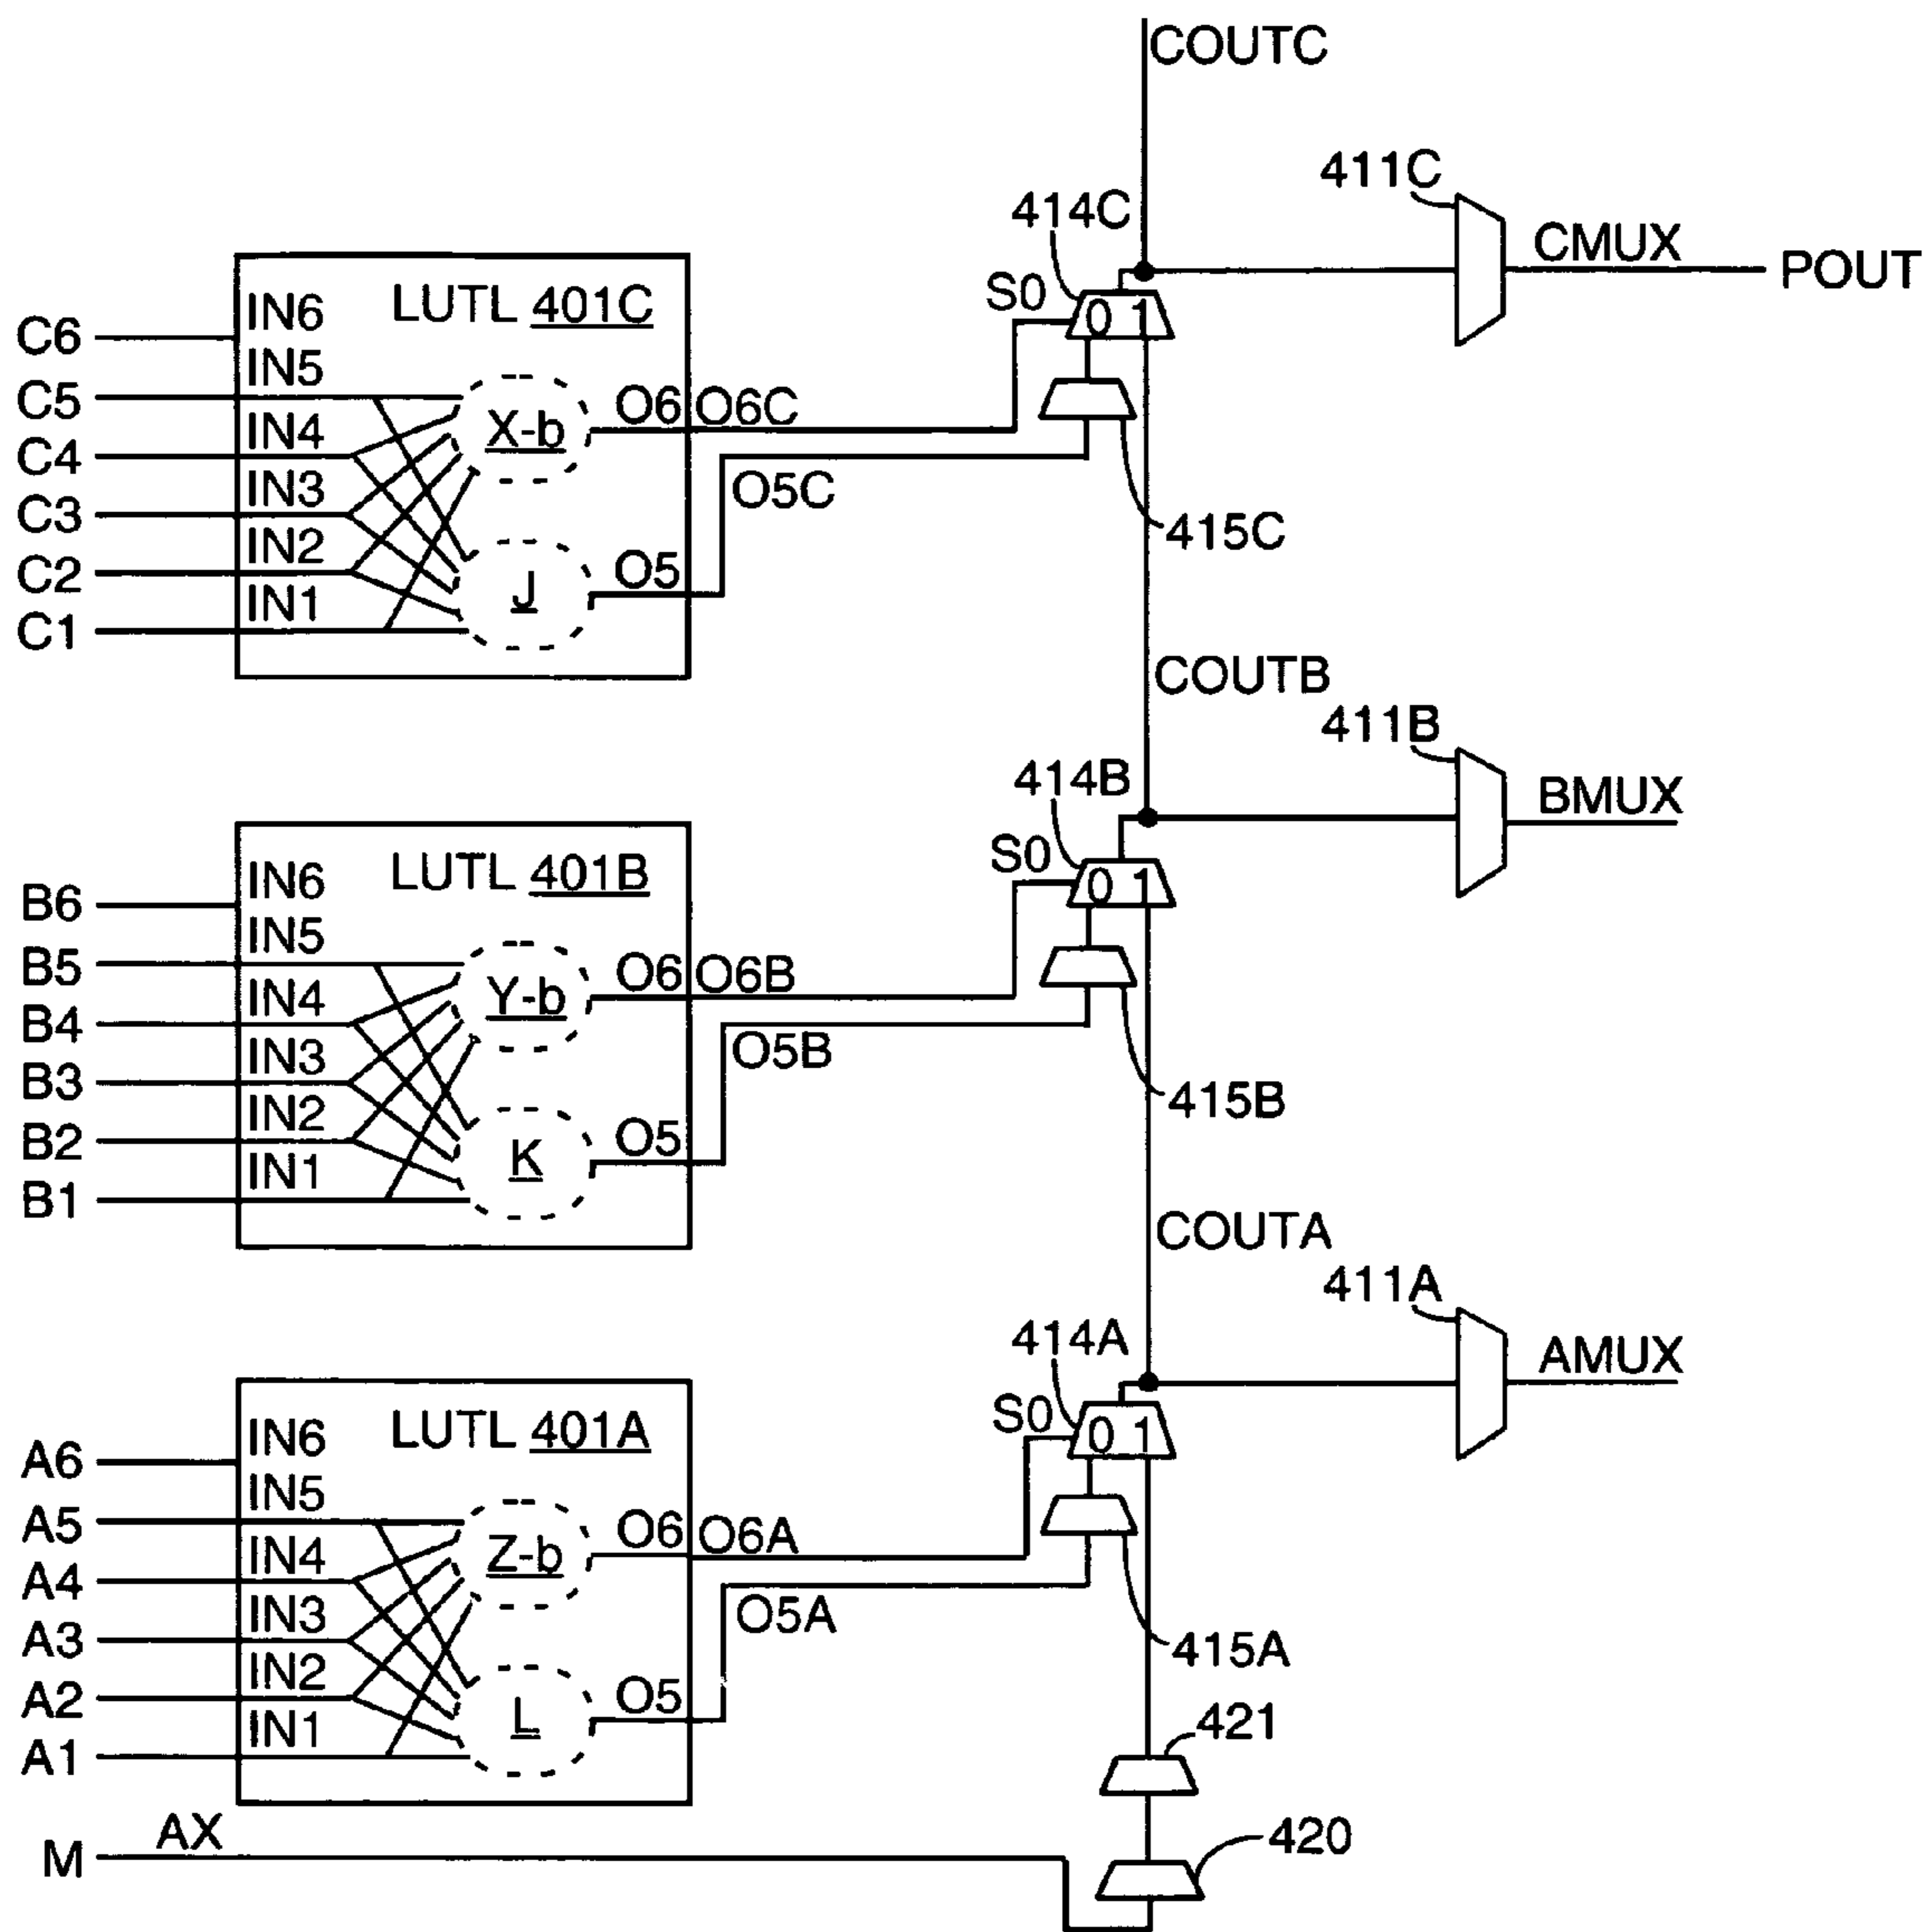 COUTC
411C
414C
CMUX
POUT
S0
0 1
LUTL 401C
IN6
C6
IN5
C5
X-b
O6
O6C
IN4
C4
IN3
C3
O5C
415C
IN2
C2
J
O5
IN1
C1
COUTB
411B
414B
BMUX
S0
0 1
LUTL 401B
IN6
B6
IN5
B5
Y-b
O6
O6B
IN4
B4
O5B
IN3
B3
415B
IN2
B2
K
O5
IN1
B1
COUTA
411A
414A
AMUX
S0
0 1
LUTL 401A
IN6
A6
IN5
A5
Z-b
O6
O6A
IN4
A4
O5A
IN3
A3
415A
IN2
A2
L
O5
IN1
A1
421
AX
M
420